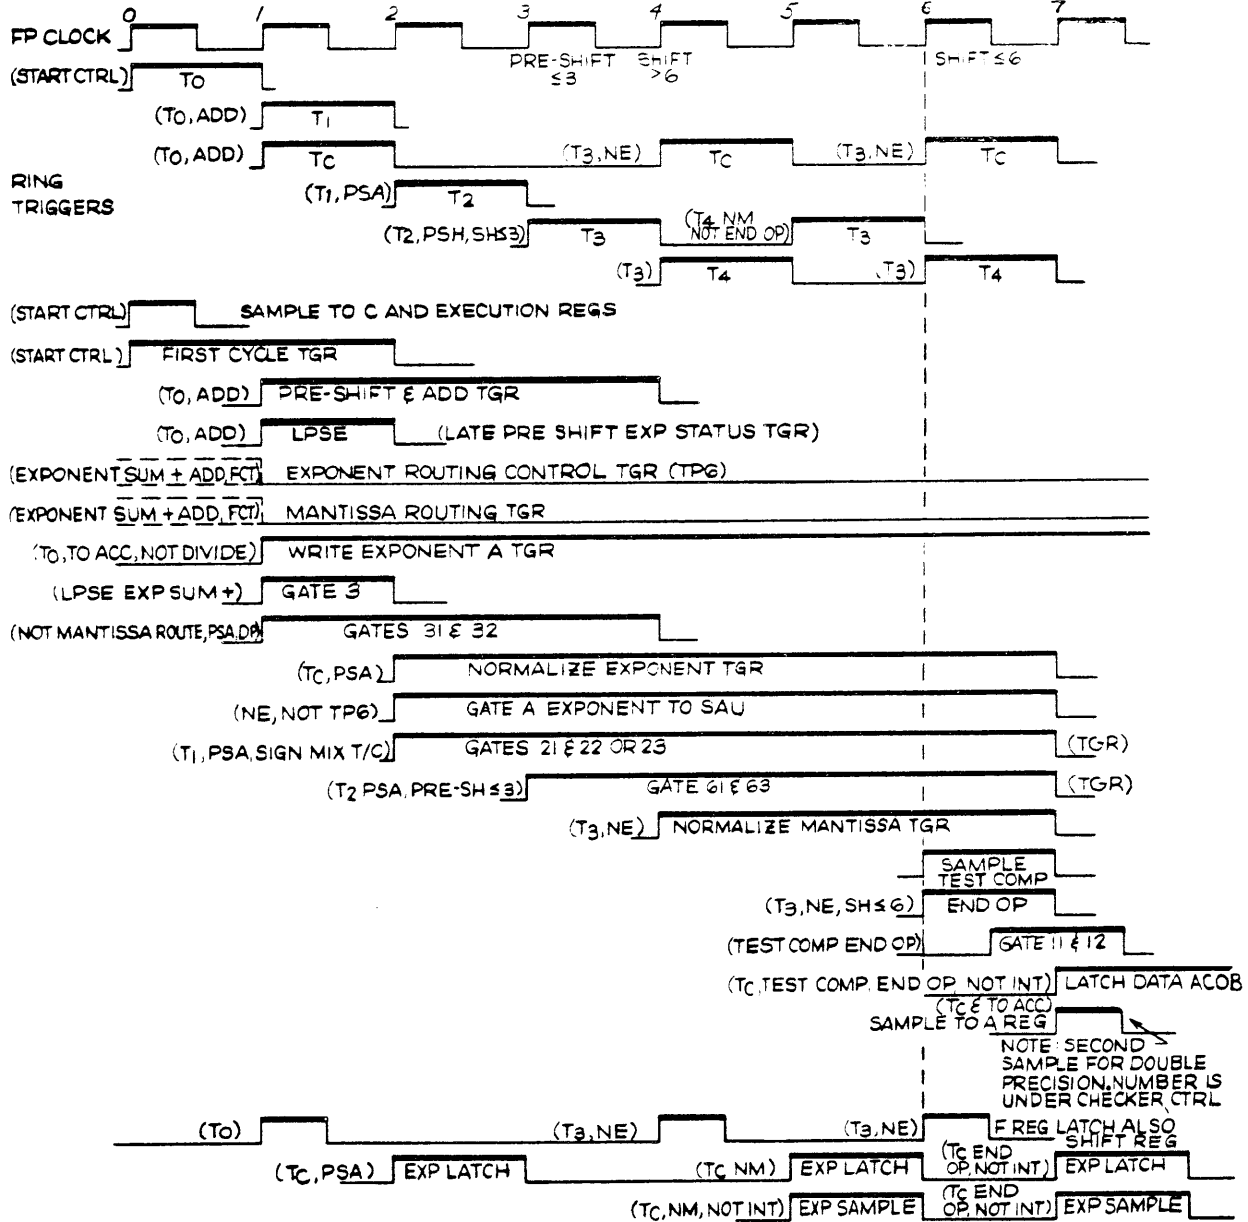 0 1 2 3 4 5 6 7
FP CLOCK
PRE-SHIFT ≤3 SHIFT >6 SHIFT ≤6
(START CTRL) T0
(T0, ADD) T1
(T0, ADD) TC (T3, NE) TC (T3, NE) TC
RING TRIGGERS
(T1, PSA) T2
(T2, PSH, SH≤3) T3 (T4 NM NOT END OP) T3
(T3) T4 (T3) T4
(START CTRL) SAMPLE TO C AND EXECUTION REGS
(START CTRL) FIRST CYCLE TGR
(T0, ADD) PRE-SHIFT & ADD TGR
(T0, ADD) LPSE (LATE PRE SHIFT EXP STATUS TGR)
(EXPONENT SUM + ADD, FCT) EXPONENT ROUTING CONTROL TGR (TP6)
(EXPONENT SUM + ADD, FCT) MANTISSA ROUTING TGR
(T0, TO ACC, NOT DIVIDE) WRITE EXPONENT A TGR
(LPSE EXP SUM +) GATE 3
(NOT MANTISSA ROUTE, PSA, DP) GATES 31 & 32
(TC, PSA) NORMALIZE EXPONENT TGR
(NE, NOT TP6) GATE A EXPONENT TO SAU
(T1, PSA, SIGN MIX T/C) GATES 21 & 22 OR 23 (TGR)
(T2 PSA, PRE-SH ≤3) GATE 61 & 63 (TGR)
(T3, NE) NORMALIZE MANTISSA TGR
SAMPLE
TEST COMP
(T3, NE, SH ≤ 6) END OP
(TEST COMP END OP) GATE 11 & 12
(TC, TEST COMP, END OP, NOT INT) LATCH DATA ACOB
(TC & TO ACC)
SAMPLE TO A REG
NOTE: SECOND
SAMPLE FOR DOUBLE
PRECISION. NUMBER IS
UNDER CHECKER CTRL
(T0) (T3, NE) (T3, NE) F REG LATCH ALSO
SHIFT REG
(TC, PSA) EXP LATCH (TC NM) EXP LATCH (TC END OP, NOT INT) EXP LATCH
(TC, NM, NOT INT) EXP SAMPLE (TC END OP, NOT INT) EXP SAMPLE